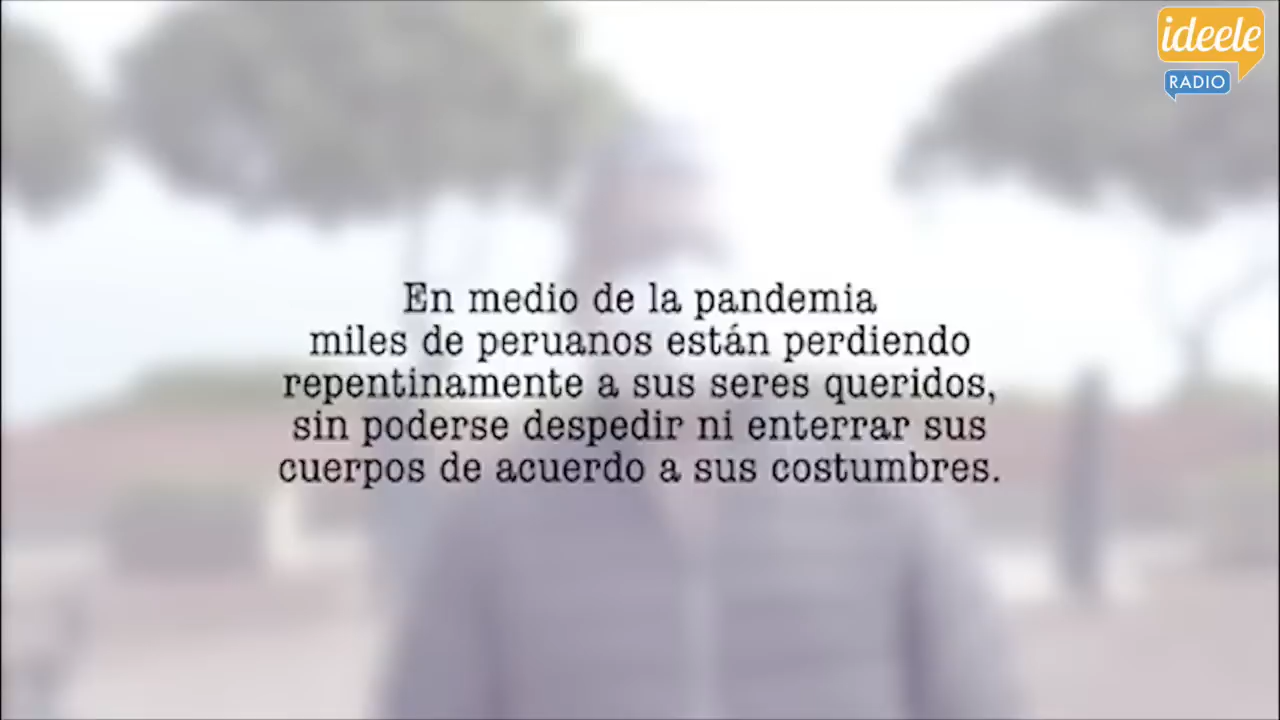 ideele
RADIO
En medio de la pandemia
miles de peruanos están perdiendo
repentinamente a sus seres queridos,
sin poderse despedir ni enterrar sus
cuerpos de acuerdo a sus costumbres.